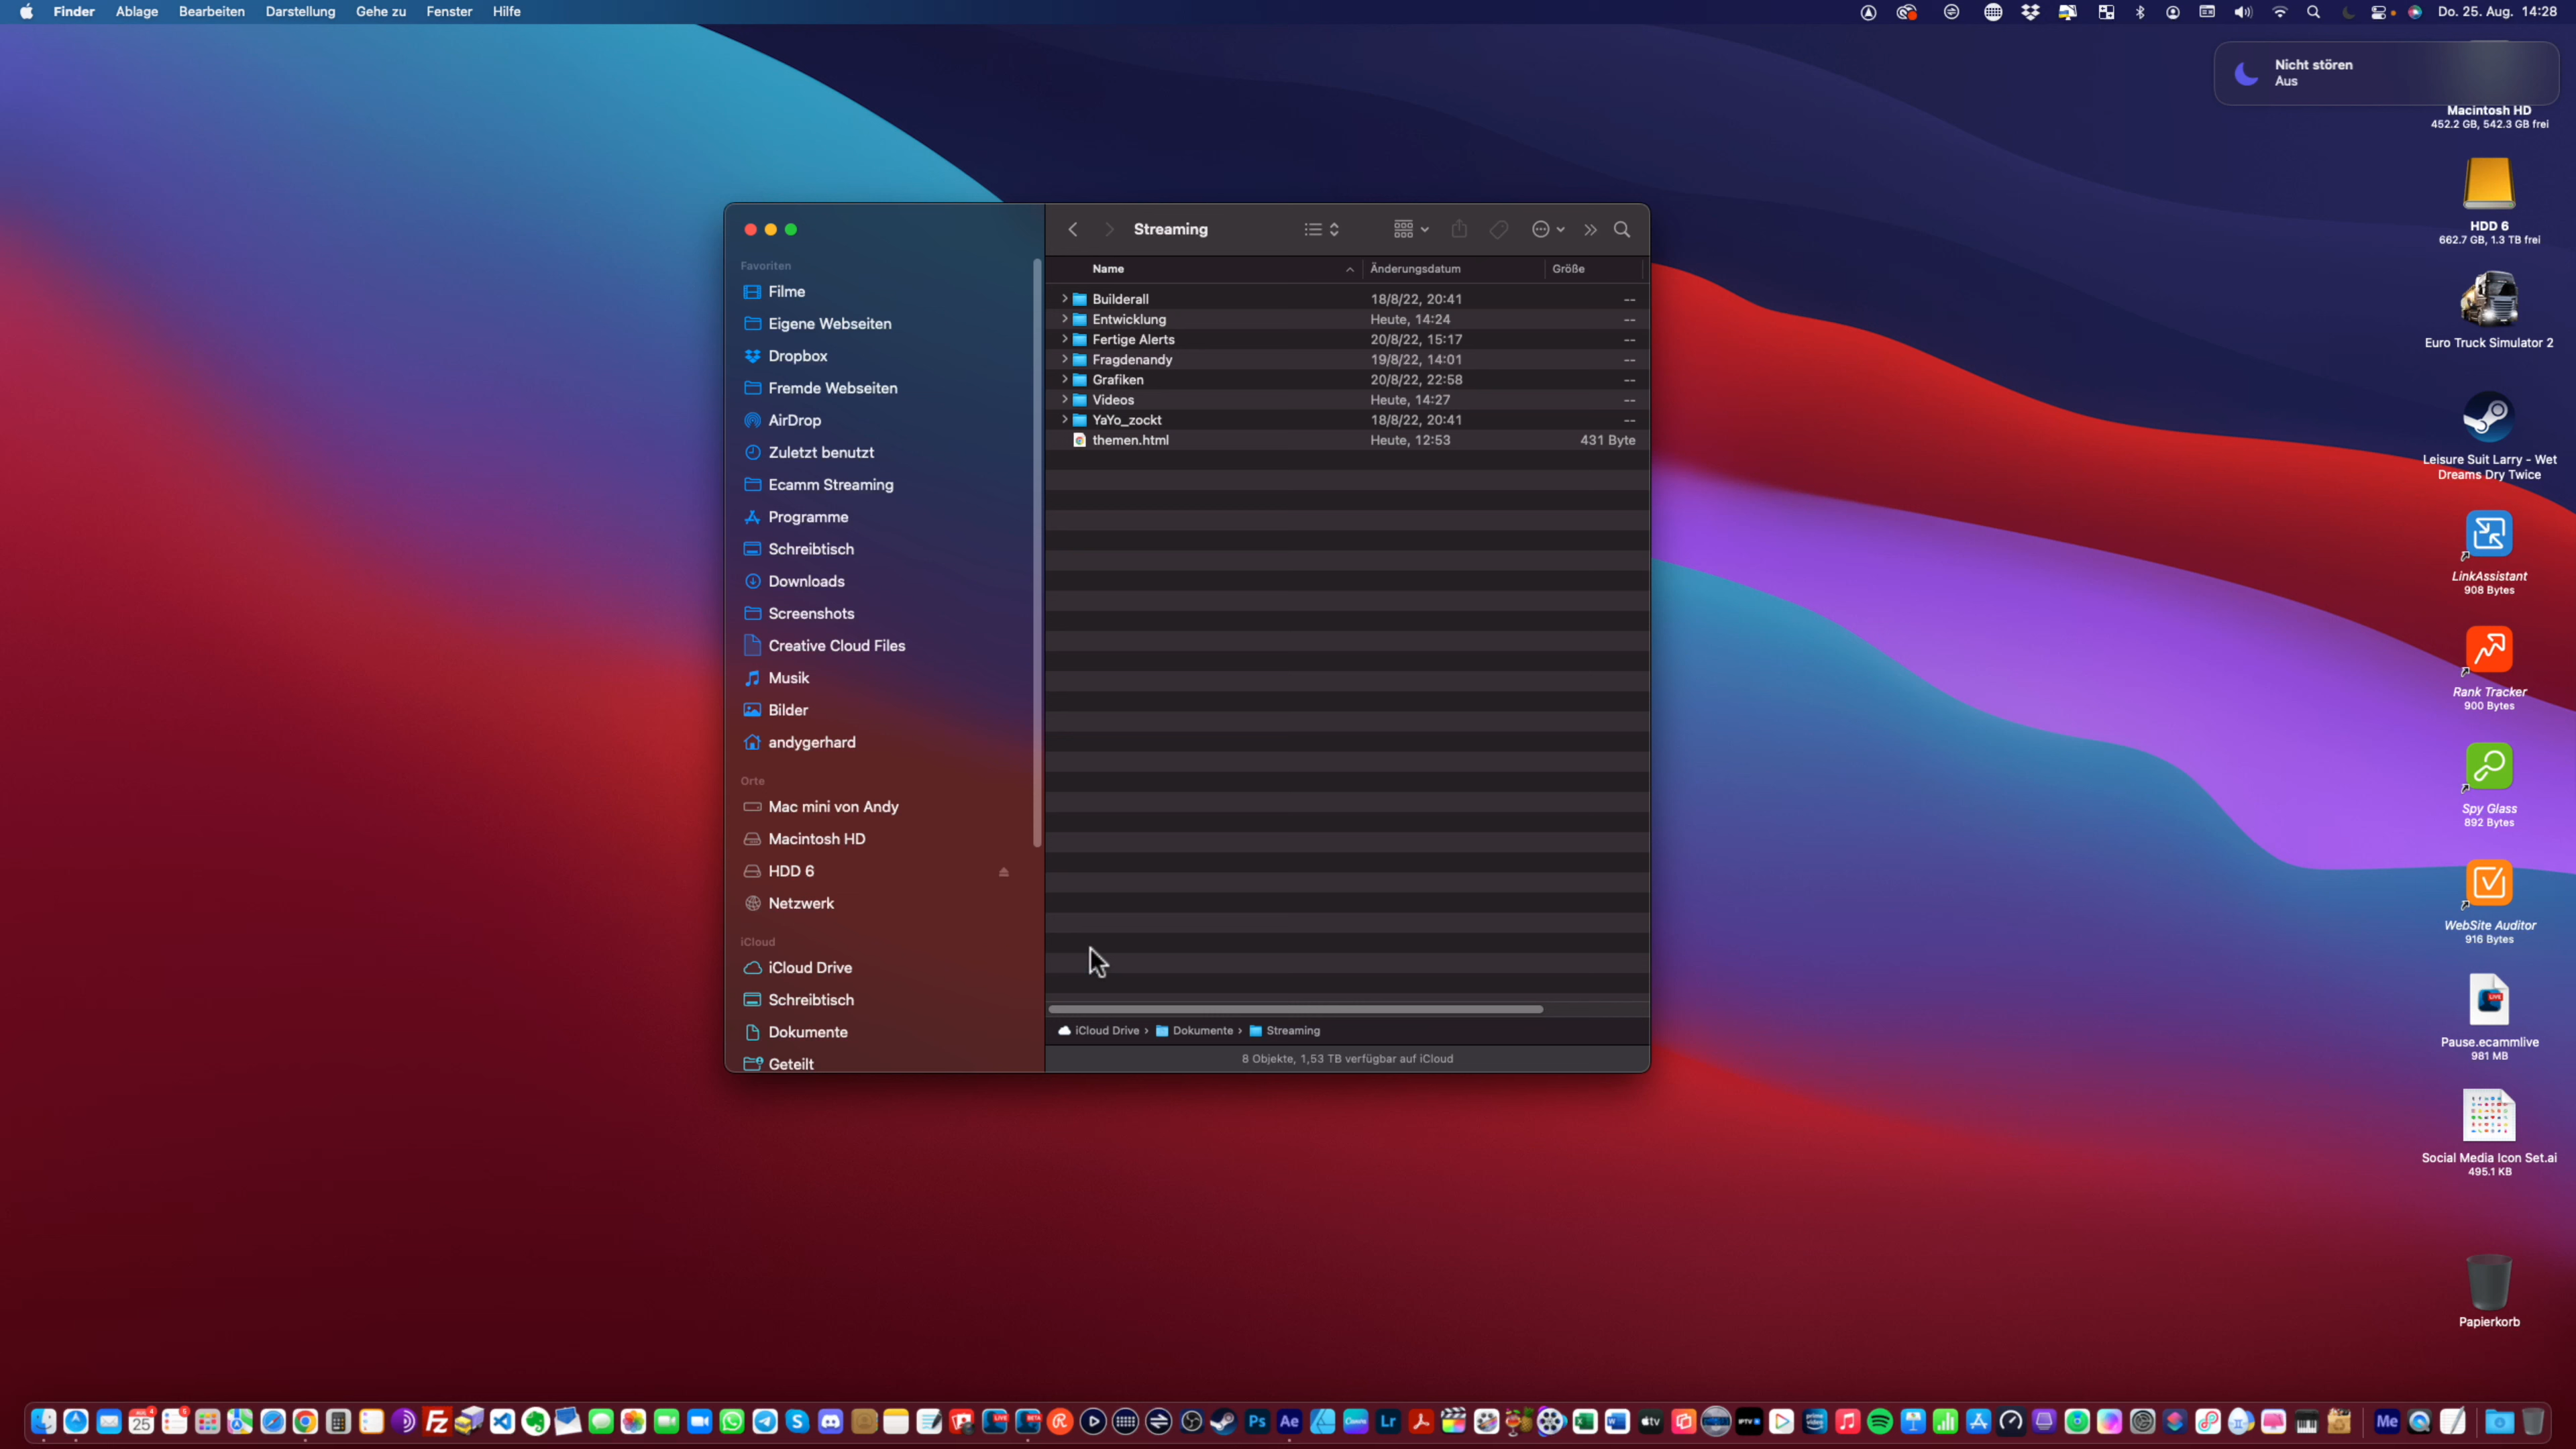 Finder Ablage Bearbeiten Darstellung Gehe zu Fenster Hilfe
Do. 25. Aug. 14:28
Nicht stören
Aus
Macintosh HD
452.2 GB, 542.3 GB frei
HDD 6
662.7 GB, 1.3 TB frei
Euro Truck Simulator 2
Leisure Suit Larry - Wet
Dreams Dry Twice
LinkAssistant
908 Bytes
Rank Tracker
900 Bytes
Spy Glass
892 Bytes
WebSite Auditor
916 Bytes
Pause.ecammlive
981 MB
Social Media Icon Set.ai
495.1 KB
Papierkorb
Favoriten
Filme
Eigene Webseiten
Dropbox
Fremde Webseiten
AirDrop
Zuletzt benutzt
Ecamm Streaming
Programme
Schreibtisch
Downloads
Screenshots
Creative Cloud Files
Musik
Bilder
andygerhard
Orte
Mac mini von Andy
Macintosh HD
HDD 6
Netzwerk
iCloud
iCloud Drive
Schreibtisch
Dokumente
Geteilt
Streaming
Name Änderungsdatum Größe
Builderall 18/8/22, 20:41 --
Entwicklung Heute, 14:24 --
Fertige Alerts 20/8/22, 15:17 --
Fragdenandy 19/8/22, 14:01 --
Grafiken 20/8/22, 22:58 --
Videos Heute, 14:27 --
YaYo_zockt 18/8/22, 20:41 --
themen.html Heute, 12:53 431 Byte
iCloud Drive › Dokumente › Streaming
8 Objekte, 1,53 TB verfügbar auf iCloud
25
FZ
Ps
Ae
Lr
tv
Me